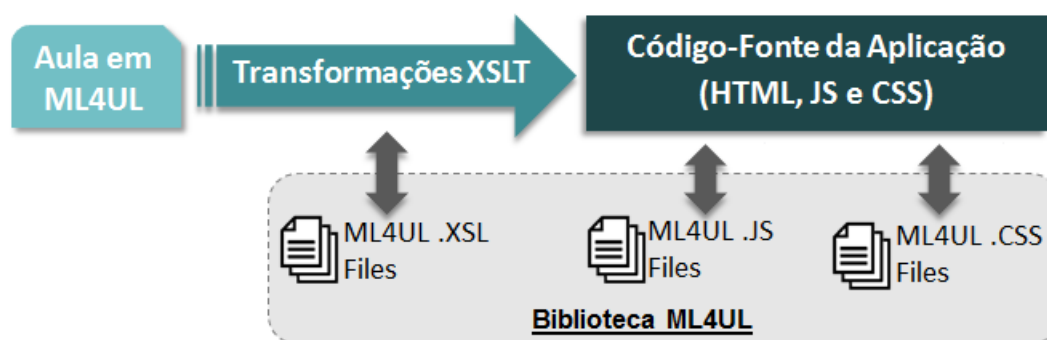 Aula em
ML4UL
Transformações XSLT
Código-Fonte da Aplicação
(HTML, JS e CSS)
ML4UL .XSL
Files
ML4UL .JS
Files
ML4UL .CSS
Files
Biblioteca ML4UL